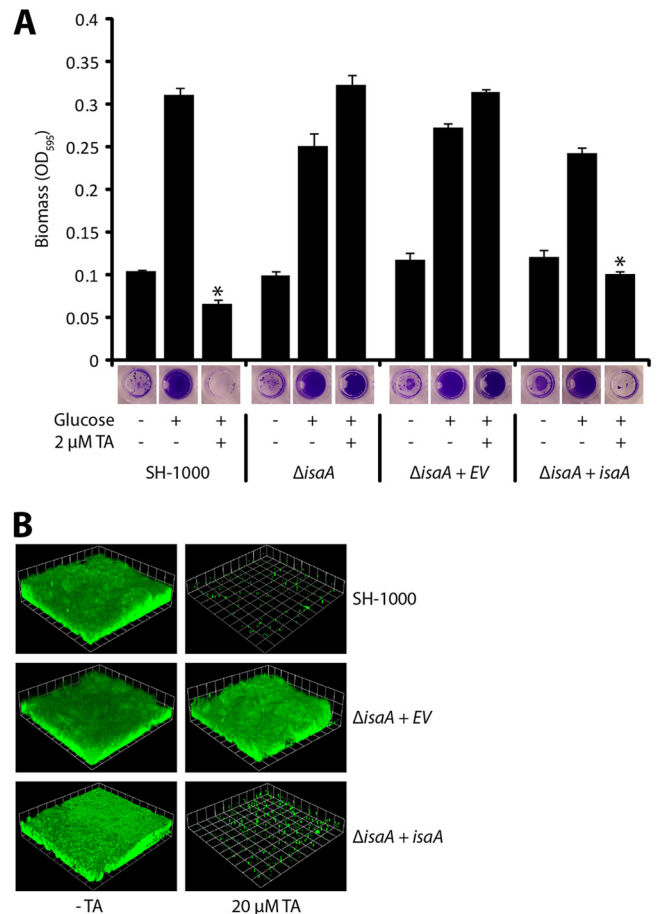 A
0.4
0.35
0.3
0.25
0.2
0.15
0.1
0.05
0
Biomass (OD595)
* *
Glucose - + + - + + - + + - + +
2 µM TA - - + - - + - - + - - +
SH-1000 ΔisaA ΔisaA + EV ΔisaA + isaA
B
SH-1000
ΔisaA + EV
ΔisaA + isaA
- TA 20 µM TA